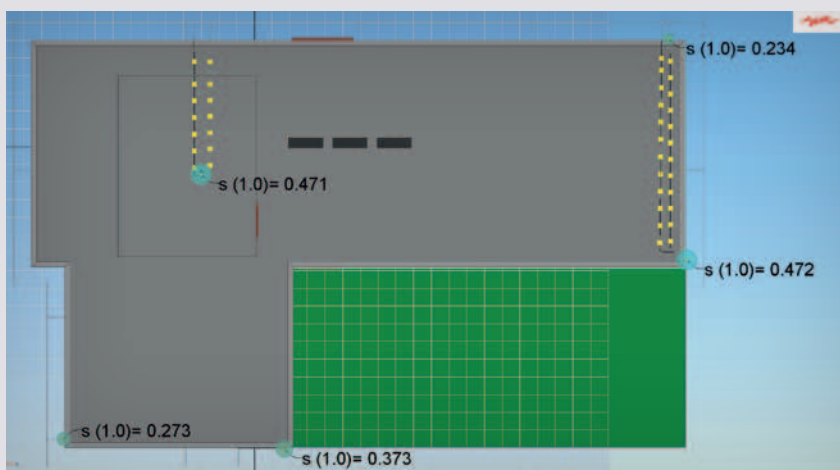 s (1.0)= 0.234
s (1.0)= 0.471
s (1.0)= 0.472
s (1.0)= 0.273
s (1.0)= 0.373